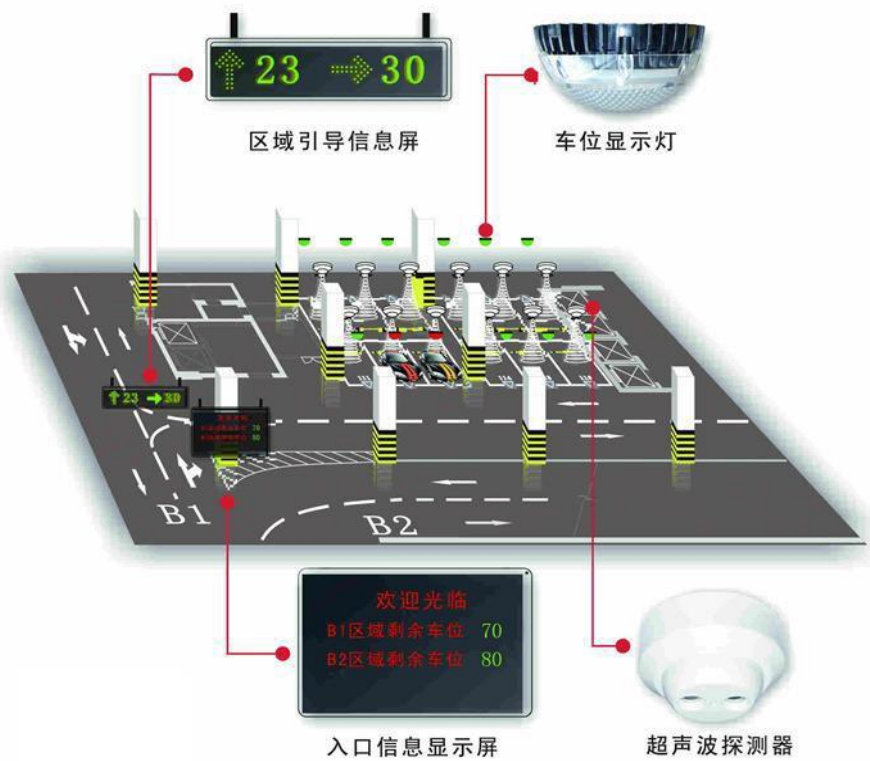 ↑ 23 → 30
区域引导信息屏
车位显示灯
↑ 23 → 30
70
80
B1
B2
欢迎光临
B1区域剩余车位 70
B2区域剩余车位 80
入口信息显示屏
超声波探测器